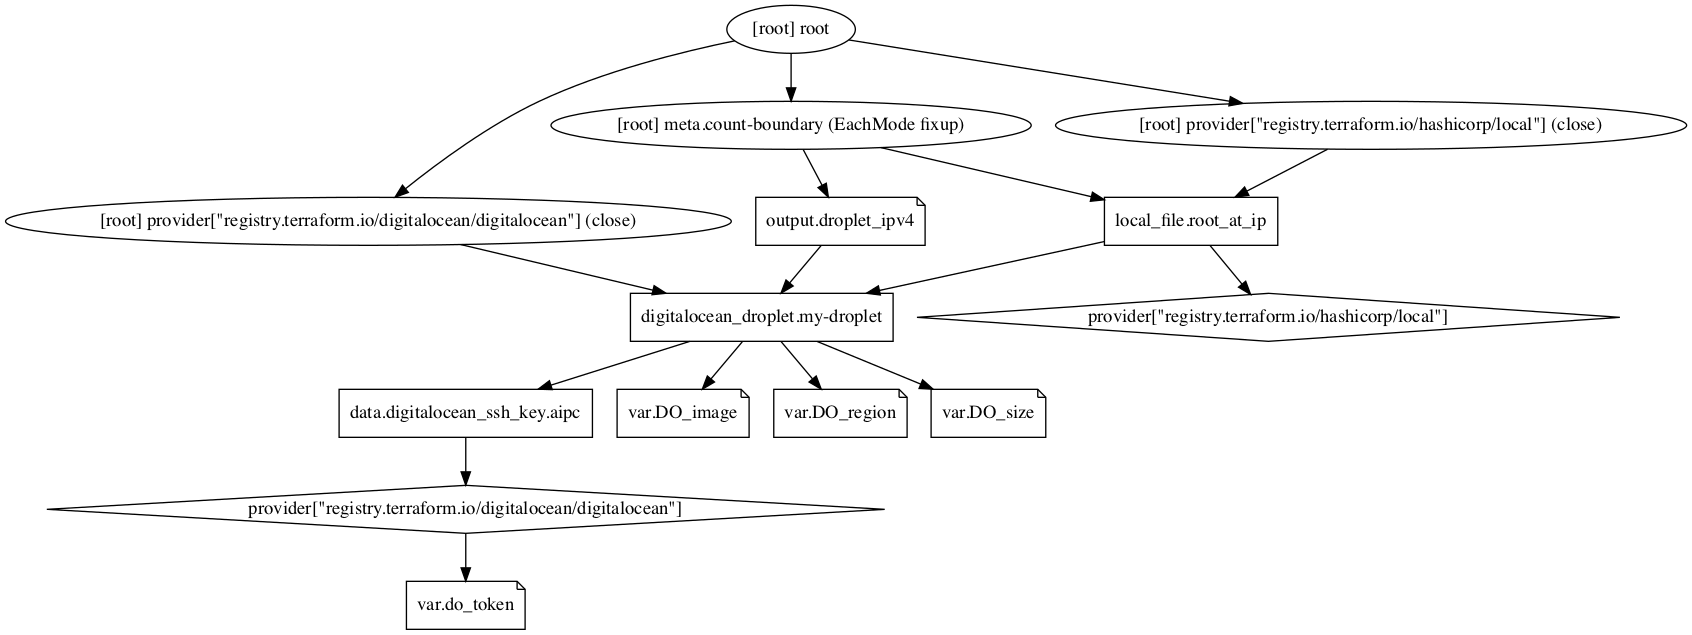 [root] root
[root] meta.count-boundary (EachMode fixup)
[root] provider["registry.terraform.io/hashicorp/local"] (close)
[root] provider["registry.terraform.io/digitalocean/digitalocean"] (close)
output.droplet_ipv4
local_file.root_at_ip
digitalocean_droplet.my-droplet
provider["registry.terraform.io/hashicorp/local"]
data.digitalocean_ssh_key.aipc
var.DO_image
var.DO_region
var.DO_size
provider["registry.terraform.io/digitalocean/digitalocean"]
var.do_token